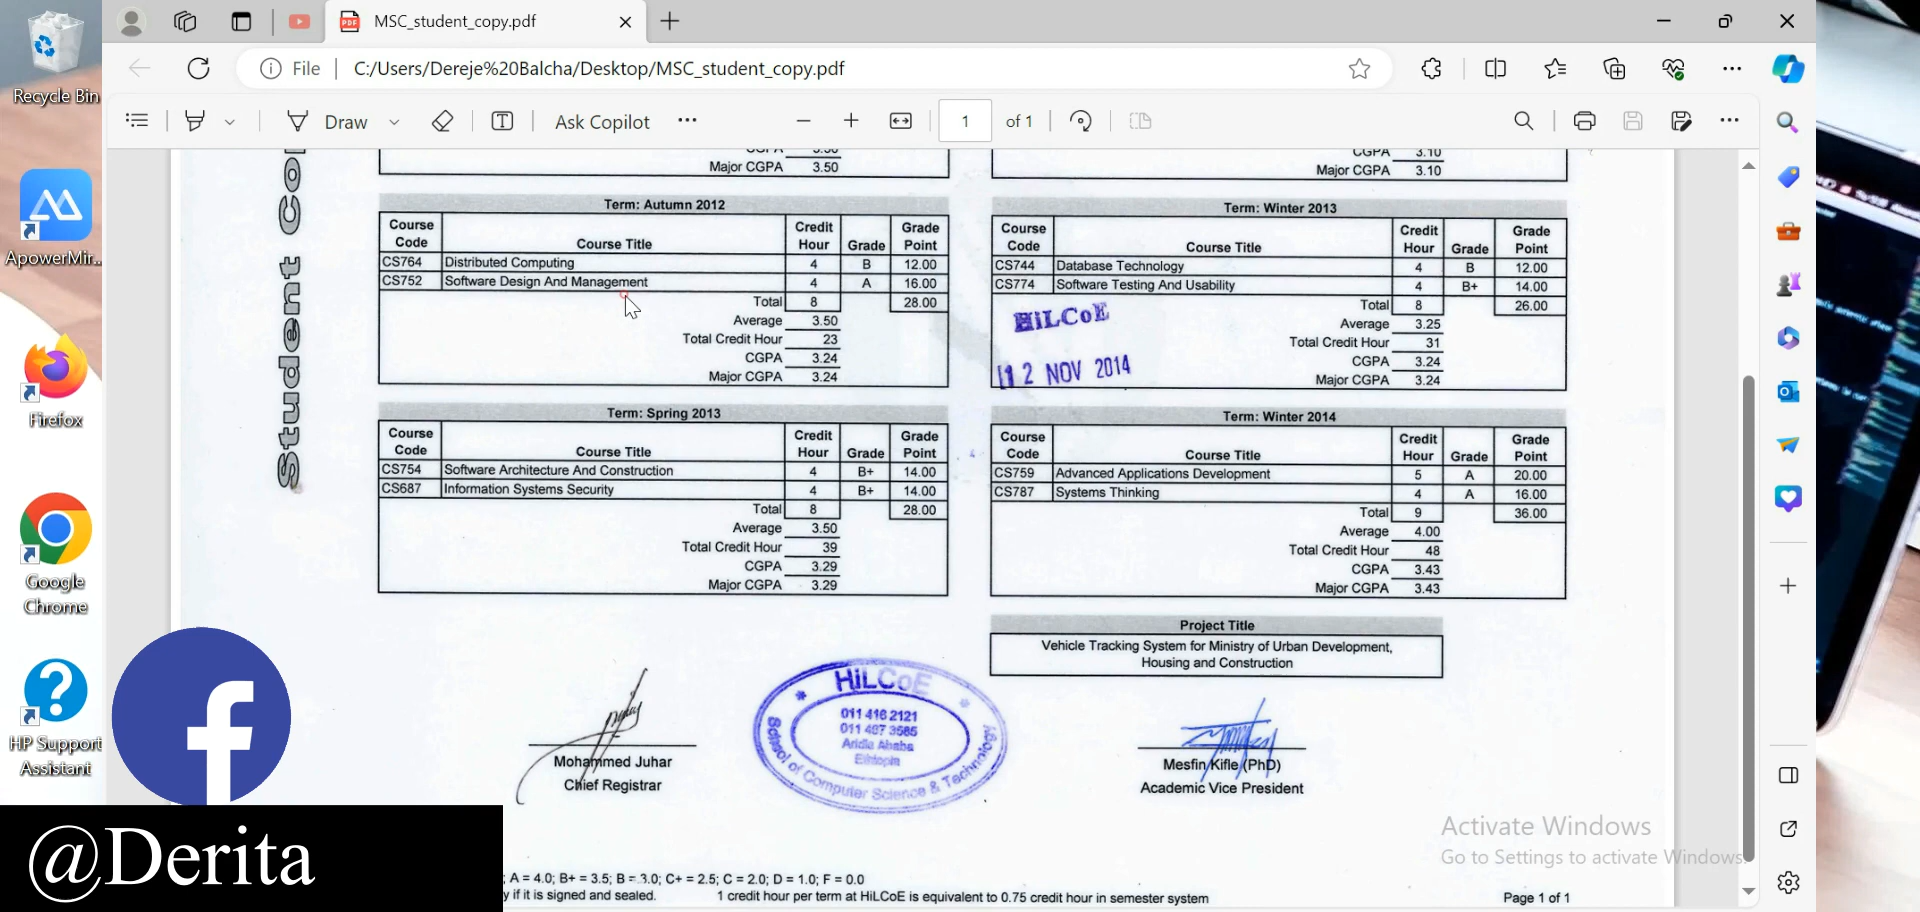 MSC_student_copy.pdf
File
C:/Users/Dereje%20Balcha/Desktop/MSC_student_copy.pdf
Draw
Ask Copilot
1 of 1
Recycle Bin
ApowerMir...
Firefox
Google
Chrome
HP Support
Assistant
Student
CGPA 3.50
Major CGPA 3.50
CGPA 3.10
Major CGPA 3.10
Term: Autumn 2012
Course Code Course Title Credit Hour Grade Grade Point
CS764 Distributed Computing 4 B 12.00
CS752 Software Design And Management 4 A 16.00
Total 8 28.00
Average 3.50
Total Credit Hour 23
CGPA 3.24
Major CGPA 3.24
Term: Winter 2013
Course Code Course Title Credit Hour Grade Grade Point
CS744 Database Technology 4 B 12.00
CS774 Software Testing And Usability 4 B+ 14.00
Total 8 26.00
Average 3.25
Total Credit Hour 31
CGPA 3.24
Major CGPA 3.24
HiLCoE
12 NOV 2014
Term: Spring 2013
Course Code Course Title Credit Hour Grade Grade Point
CS754 Software Architecture And Construction 4 B+ 14.00
CS687 Information Systems Security 4 B+ 14.00
Total 8 28.00
Average 3.50
Total Credit Hour 39
CGPA 3.29
Major CGPA 3.29
Term: Winter 2014
Course Code Course Title Credit Hour Grade Grade Point
CS759 Advanced Applications Development 5 A 20.00
CS787 Systems Thinking 4 A 16.00
Total 9 36.00
Average 4.00
Total Credit Hour 48
CGPA 3.43
Major CGPA 3.43
Project Title
Vehicle Tracking System for Ministry of Urban Development,
Housing and Construction
HiLCoE
011 416 2121
School of Computer Science & Technology
Mohammed Juhar
Chief Registrar
Mesfin Kifle (PhD)
Academic Vice President
Activate Windows
Go to Settings to activate Windows.
@Derita
; A = 4.0; B+ = 3.5; B = 3.0; C+ = 2.5; C = 2.0; D = 1.0; F = 0.0
if it is signed and sealed. 1 credit hour per term at HiLCoE is equivalent to 0.75 credit hour in semester system
Page 1 of 1